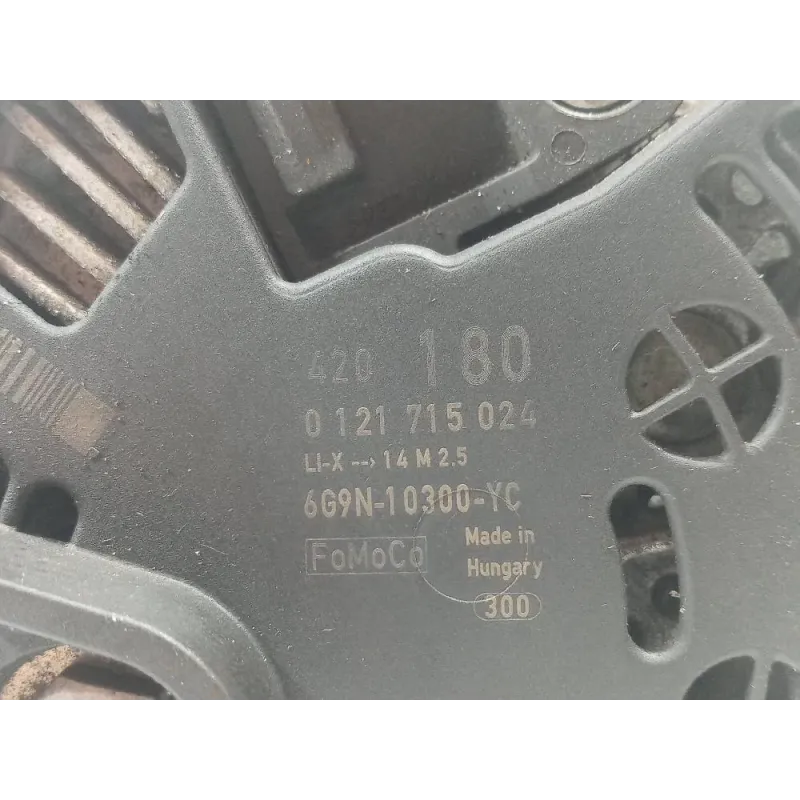 420 180
0 121 715 024
LI-X --> 14 M 2.5
6G9N-10300-YC
FoMoCo Made in
Hungary
300